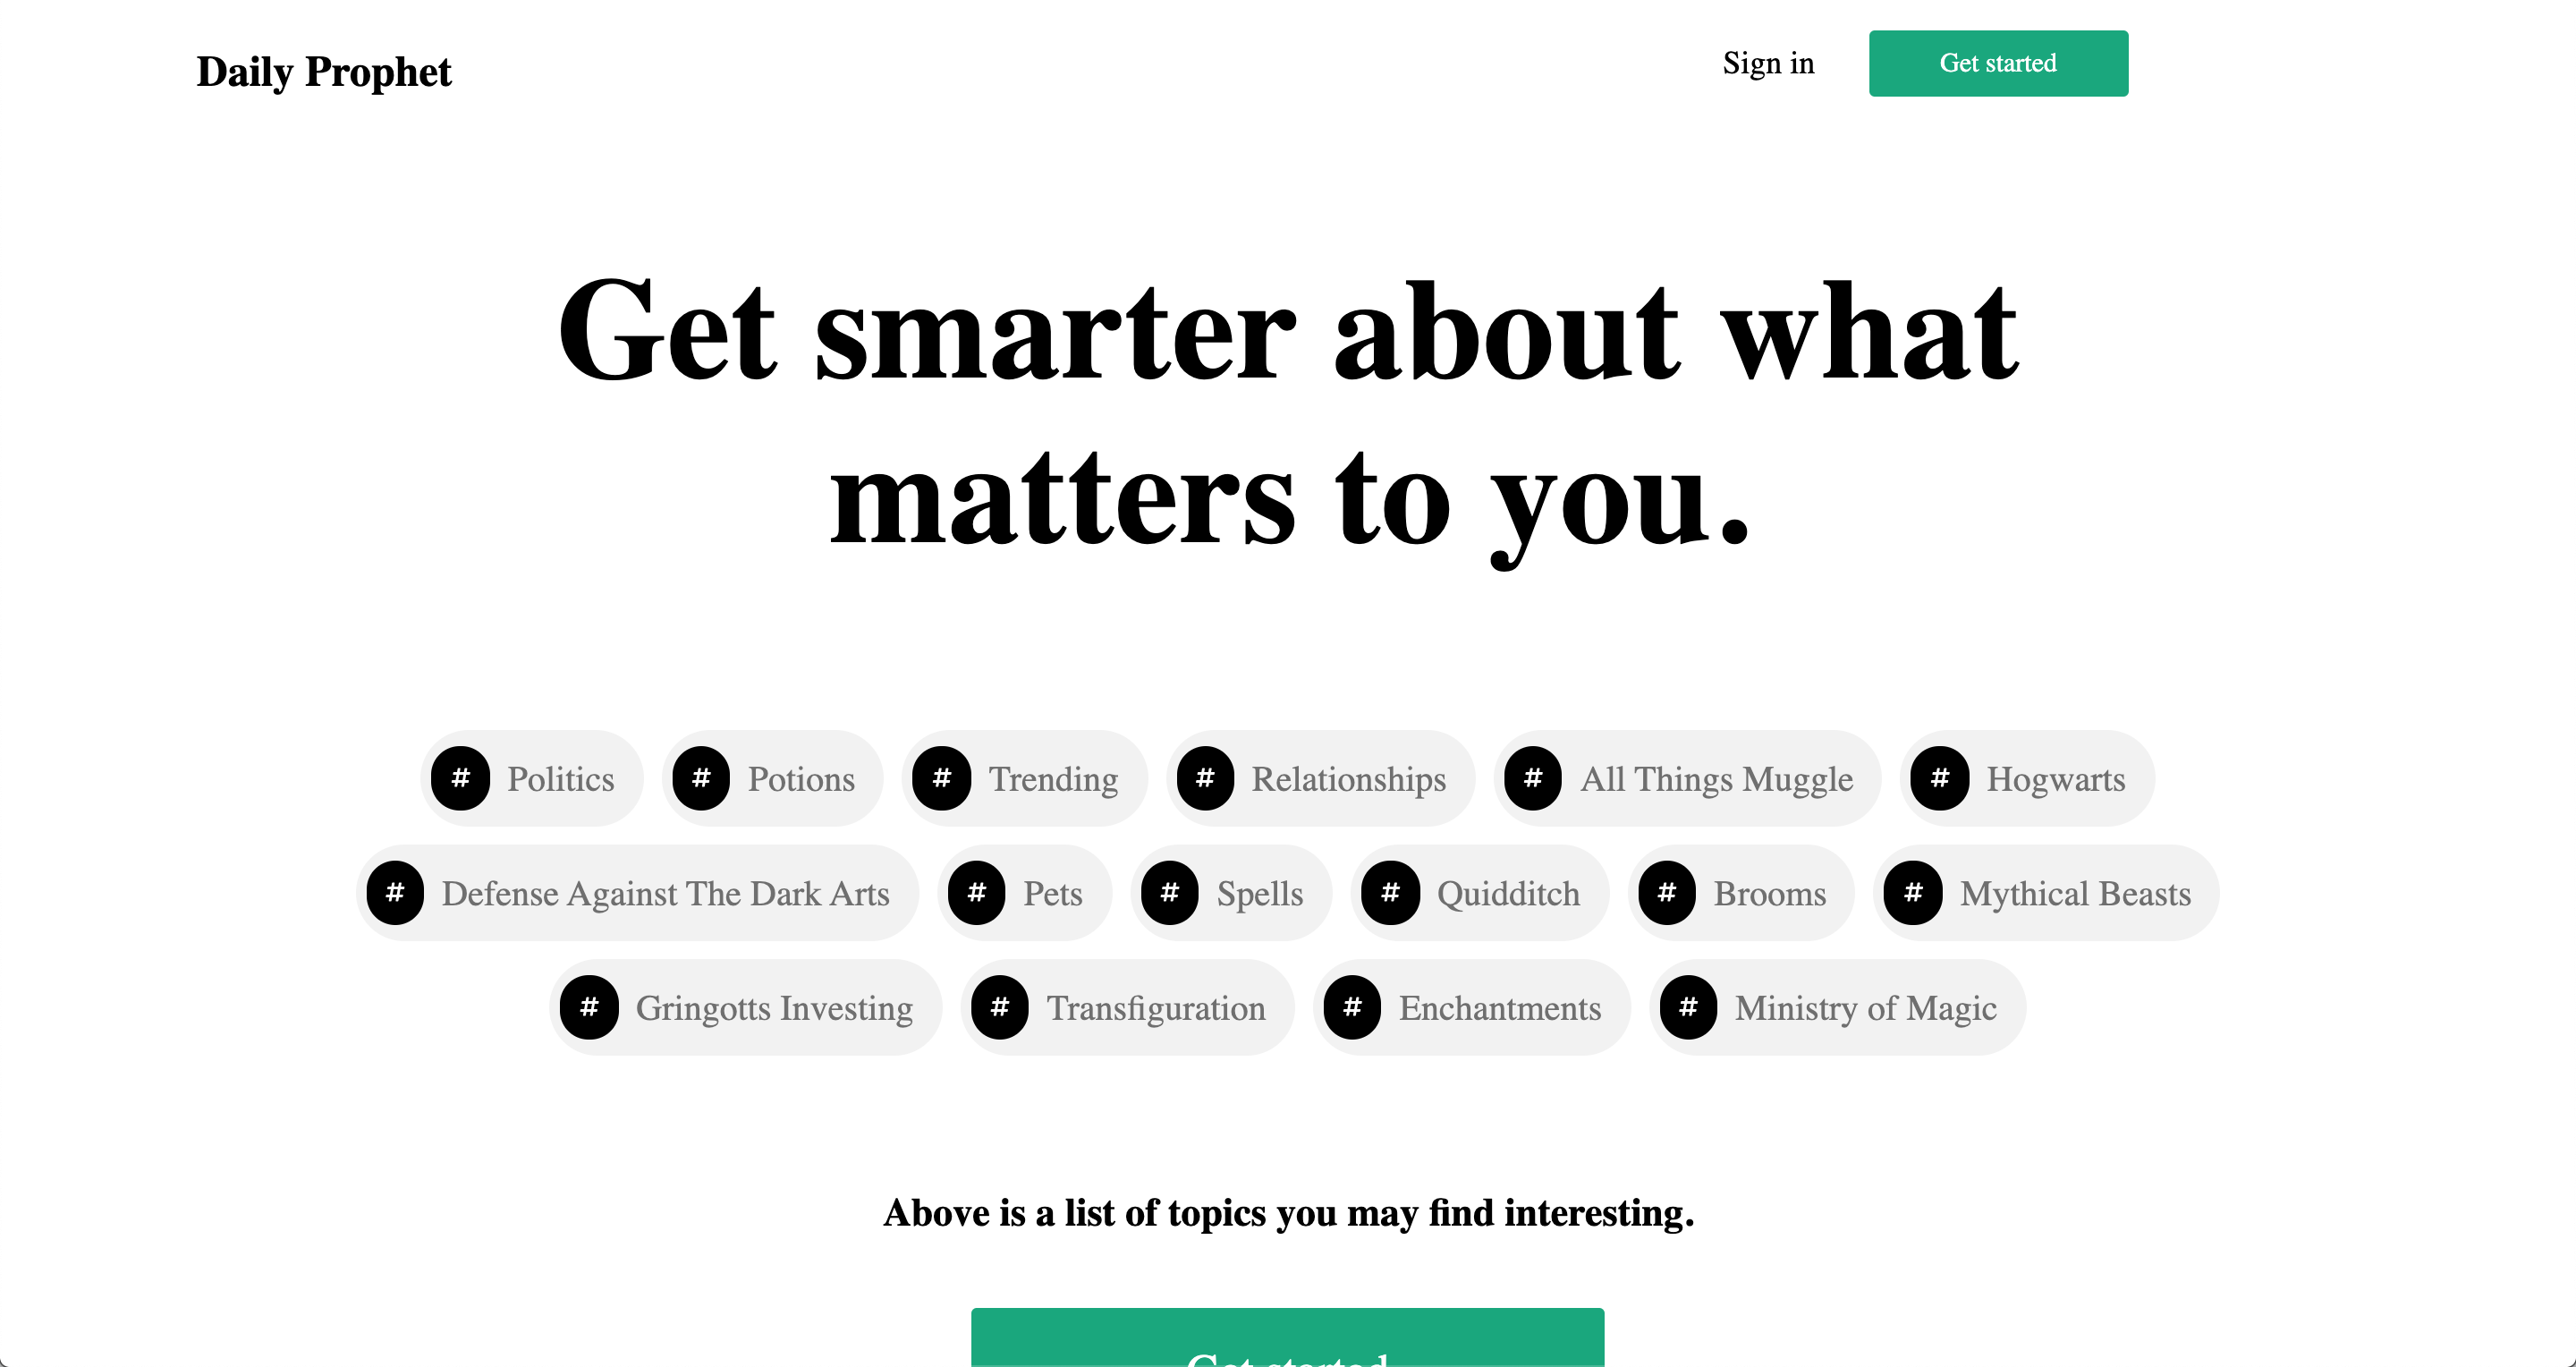 Daily Prophet
Sign in
Get started
Get smarter about what
matters to you.
# Politics # Potions # Trending # Relationships # All Things Muggle # Hogwarts
# Defense Against The Dark Arts # Pets # Spells # Quidditch # Brooms # Mythical Beasts
# Gringotts Investing # Transfiguration # Enchantments # Ministry of Magic
Above is a list of topics you may find interesting.
Get started